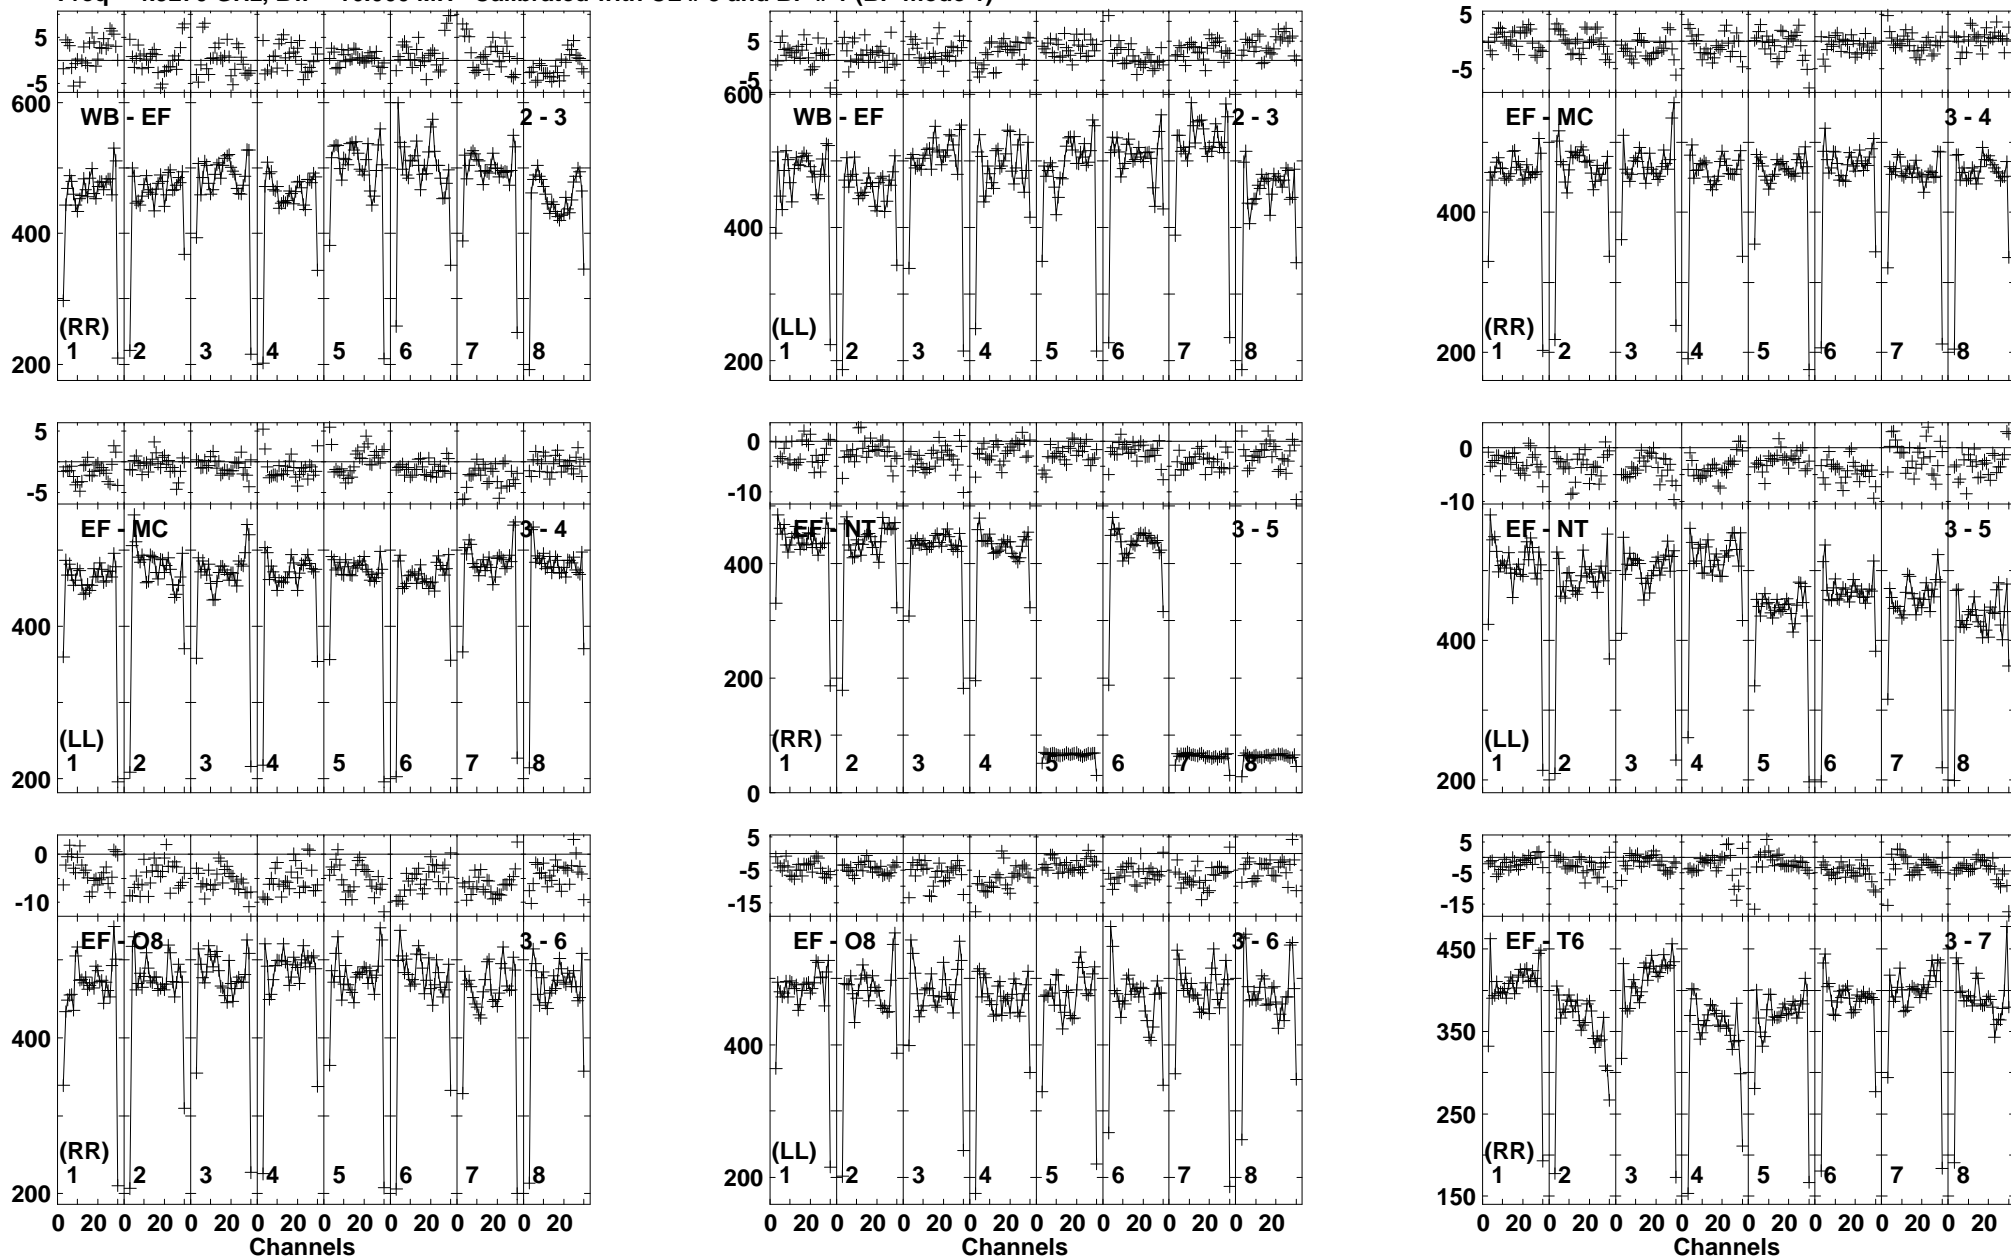 5 5 5
-5 -5 -5
600 WB - EF 2 - 3 600 WB - EF 2 - 3 EF - MC 3 - 4
400 400 400
(RR) (LL) (RR)
200 1 2 3 4 5 6 7 8 200 1 2 3 4 5 6 7 8 200 1 2 3 4 5 6 7 8
5 0 0
-5 -10 -10
EF - MC 3 - 4 EF - NT 3 - 5 EF - NT 3 - 5
400 400 400
200
(LL) (RR) (LL)
200 1 2 3 4 5 6 7 8 0 1 2 3 4 5 6 7 8 200 1 2 3 4 5 6 7 8
0 5 5
-10 -5 -5
-15 -15
EF - O8 3 - 6 EF - O8 3 - 6 EF - T6 3 - 7
450
400 400 350
250
(RR) (LL) (RR)
200 1 2 3 4 5 6 7 8 200 1 2 3 4 5 6 7 8 150 1 2 3 4 5 6 7 8
0 20 0 20 0 20 0 20 0 20 0 20 0 20 0 20 0 20 0 20 0 20 0 20 0 20 0 20 0 20 0 20 0 20 0 20 0 20 0 20 0 20 0 20 0 20 0 20
Channels Channels Channels